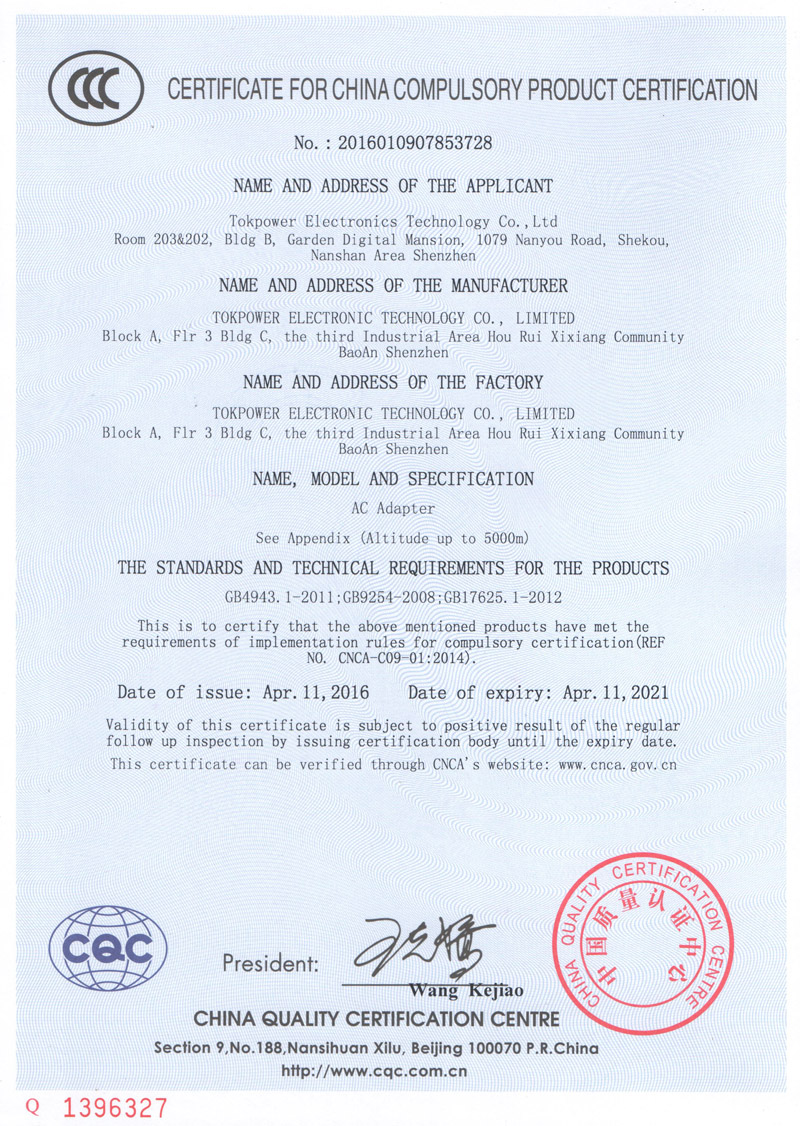 CCC
CERTIFICATE FOR CHINA COMPULSORY PRODUCT CERTIFICATION
No.: 2016010907853728
NAME AND ADDRESS OF THE APPLICANT
Tokpower Electronics Technology Co.,Ltd
Room 203&202, Bldg B, Garden Digital Mansion, 1079 Nanyou Road, Shekou,
Nanshan Area Shenzhen
NAME AND ADDRESS OF THE MANUFACTURER
TOKPOWER ELECTRONIC TECHNOLOGY CO., LIMITED
Block A, Flr 3 Bldg C, the third Industrial Area Hou Rui Xixiang Community
BaoAn Shenzhen
NAME AND ADDRESS OF THE FACTORY
TOKPOWER ELECTRONIC TECHNOLOGY CO., LIMITED
Block A, Flr 3 Bldg C, the third Industrial Area Hou Rui Xixiang Community
BaoAn Shenzhen
NAME, MODEL AND SPECIFICATION
AC Adapter
See Appendix (Altitude up to 5000m)
THE STANDARDS AND TECHNICAL REQUIREMENTS FOR THE PRODUCTS
GB4943.1-2011;GB9254-2008;GB17625.1-2012
This is to certify that the above mentioned products have met the
requirements of implementation rules for compulsory certification(REF
NO. CNCA-C09-01:2014).
Date of issue: Apr.11,2016 Date of expiry: Apr.11,2021
Validity of this certificate is subject to positive result of the regular
follow up inspection by issuing certification body until the expiry date.
This certificate can be verified through CNCA's website: www.cnca.gov.cn
CQC
President:
王克娇
Wang Kejiao
CHINA QUALITY CERTIFICATION CENTRE
中国质量认证中心
CHINA QUALITY CERTIFICATION CENTRE
Section 9,No.188,Nansihuan Xilu, Beijing 100070 P.R.China
http://www.cqc.com.cn
Q 1396327